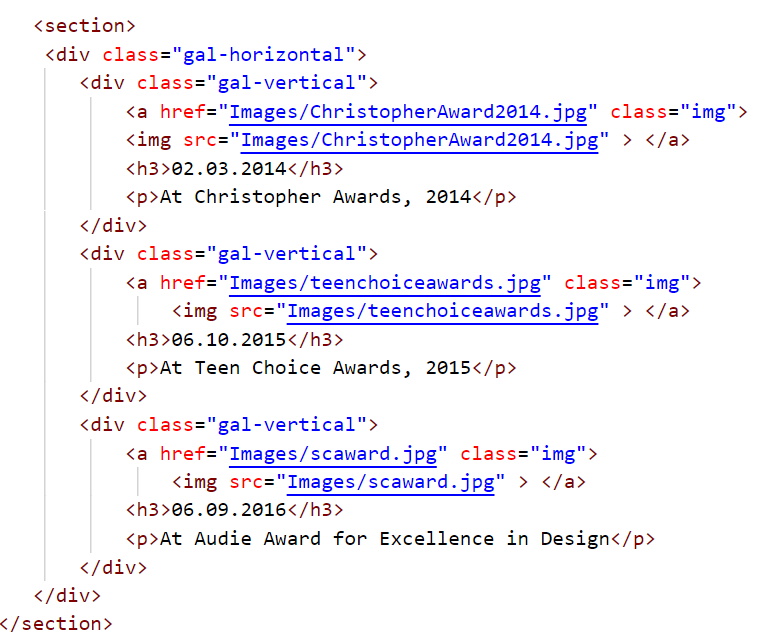 <section>
<div class="gal-horizontal">
<div class="gal-vertical">
<a href="Images/ChristopherAward2014.jpg" class="img">
<img src="Images/ChristopherAward2014.jpg" > </a>
<h3>02.03.2014</h3>
<p>At Christopher Awards, 2014</p>
</div>
<div class="gal-vertical">
<a href="Images/teenchoiceawards.jpg" class="img">
<img src="Images/teenchoiceawards.jpg" > </a>
<h3>06.10.2015</h3>
<p>At Teen Choice Awards, 2015</p>
</div>
<div class="gal-vertical">
<a href="Images/scaward.jpg" class="img">
<img src="Images/scaward.jpg" > </a>
<h3>06.09.2016</h3>
<p>At Audie Award for Excellence in Design</p>
</div>
</div>
</section>